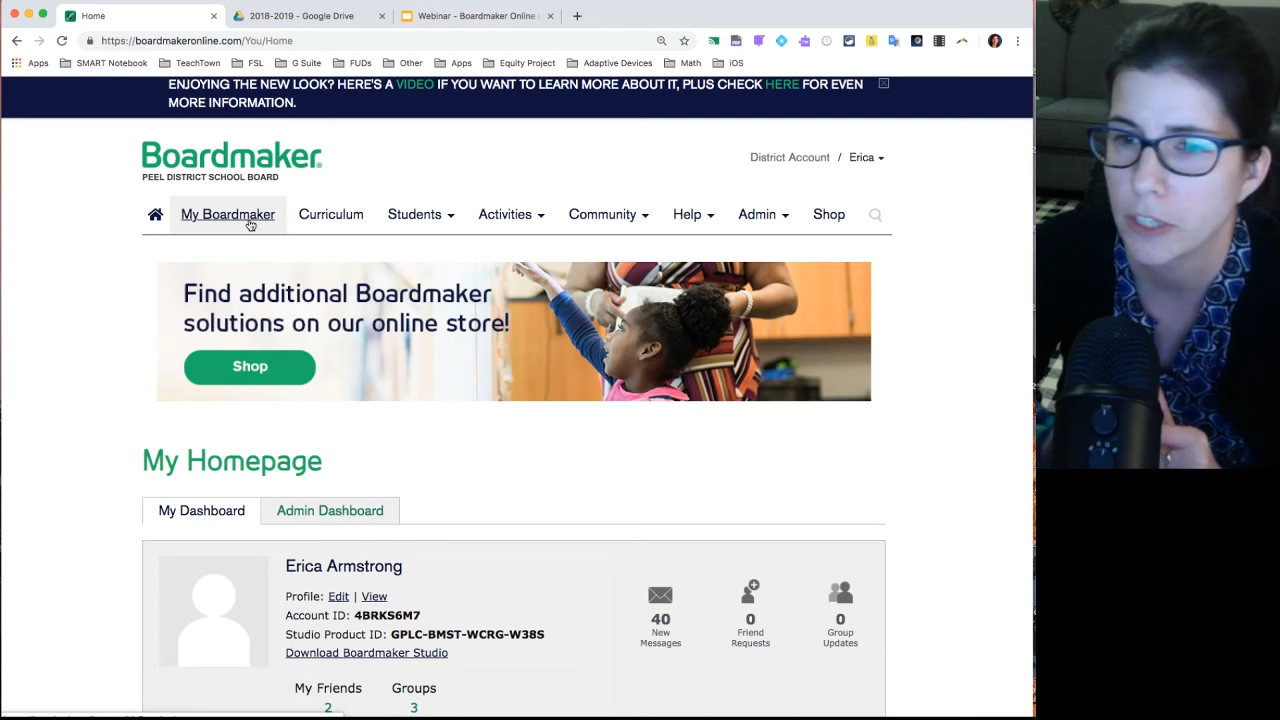 Home
2018-2019 - Google Drive
Webinar - Boardmaker Online
https://boardmakeronline.com/You/Home
Apps SMART Notebook TeachTown FSL G Suite FUDs Other Apps Equity Project Adaptive Devices Math iOS
ENJOYING THE NEW LOOK? HERE'S A VIDEO IF YOU WANT TO LEARN MORE ABOUT IT, PLUS CHECK HERE FOR EVEN
MORE INFORMATION.
Boardmaker®
PEEL DISTRICT SCHOOL BOARD
District Account / Erica
My Boardmaker Curriculum Students Activities Community Help Admin Shop
Find additional Boardmaker
solutions on our online store!
Shop
My Homepage
My Dashboard Admin Dashboard
Erica Armstrong
Profile: Edit | View
Account ID: 4BRKS6M7
Studio Product ID: GPLC-BMST-WCRG-W38S
Download Boardmaker Studio
My Friends Groups
2 3
40 0 0
New Friend Group
Messages Requests Updates